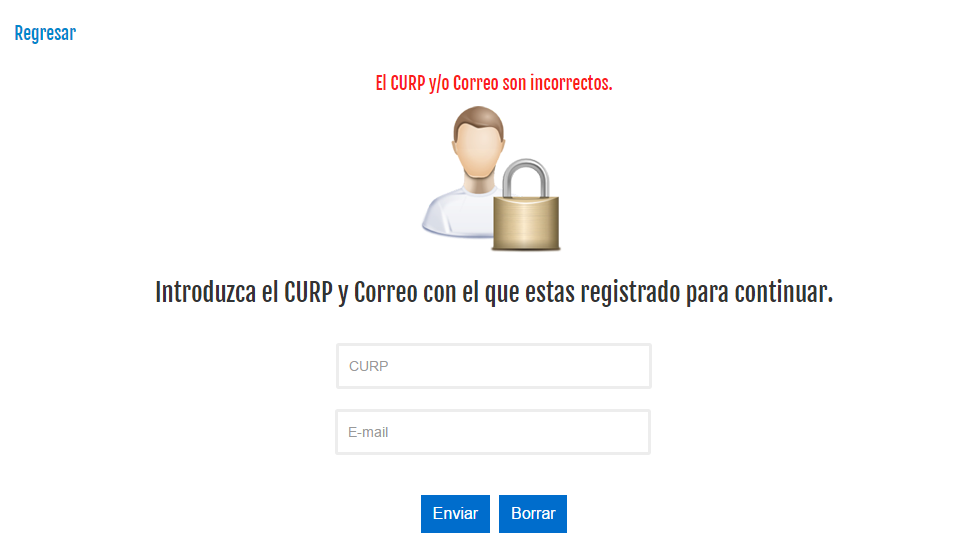 Regresar
El CURP y/o Correo son incorrectos.
Introduzca el CURP y Correo con el que estas registrado para continuar.
CURP
E-mail
Enviar Borrar